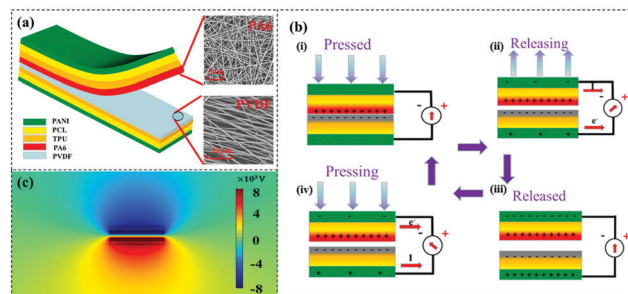 (a)
PA6
PVDF
PANI
PCL
TPU
PA6
PVDF
(b)
(i)
Pressed
(ii)
Releasing
I
e-
Pressing
(iv)
(iii)
Released
e-
I
(c)
×10³ V
8
4
0
-4
-8